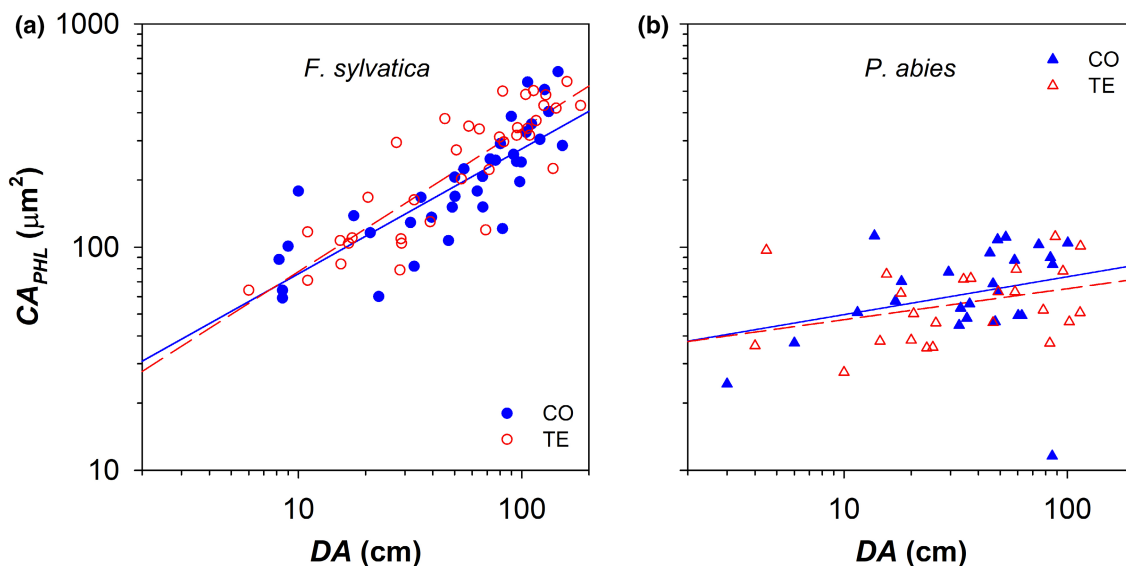 (a)
1000
F. sylvatica
100
CA_PHL (μm²)
10
CO
TE
10
100
DA (cm)
(b)
P. abies
CO
TE
10
100
DA (cm)